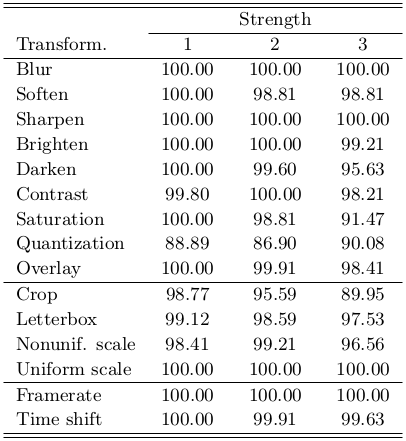 Strength
Transform. 1 2 3
Blur 100.00 100.00 100.00
Soften 100.00 98.81 98.81
Sharpen 100.00 100.00 100.00
Brighten 100.00 100.00 99.21
Darken 100.00 99.60 95.63
Contrast 99.80 100.00 98.21
Saturation 100.00 98.81 91.47
Quantization 88.89 86.90 90.08
Overlay 100.00 99.91 98.41
Crop 98.77 95.59 89.95
Letterbox 99.12 98.59 97.53
Nonunif. scale 98.41 99.21 96.56
Uniform scale 100.00 100.00 100.00
Framerate 100.00 100.00 100.00
Time shift 100.00 99.91 99.63